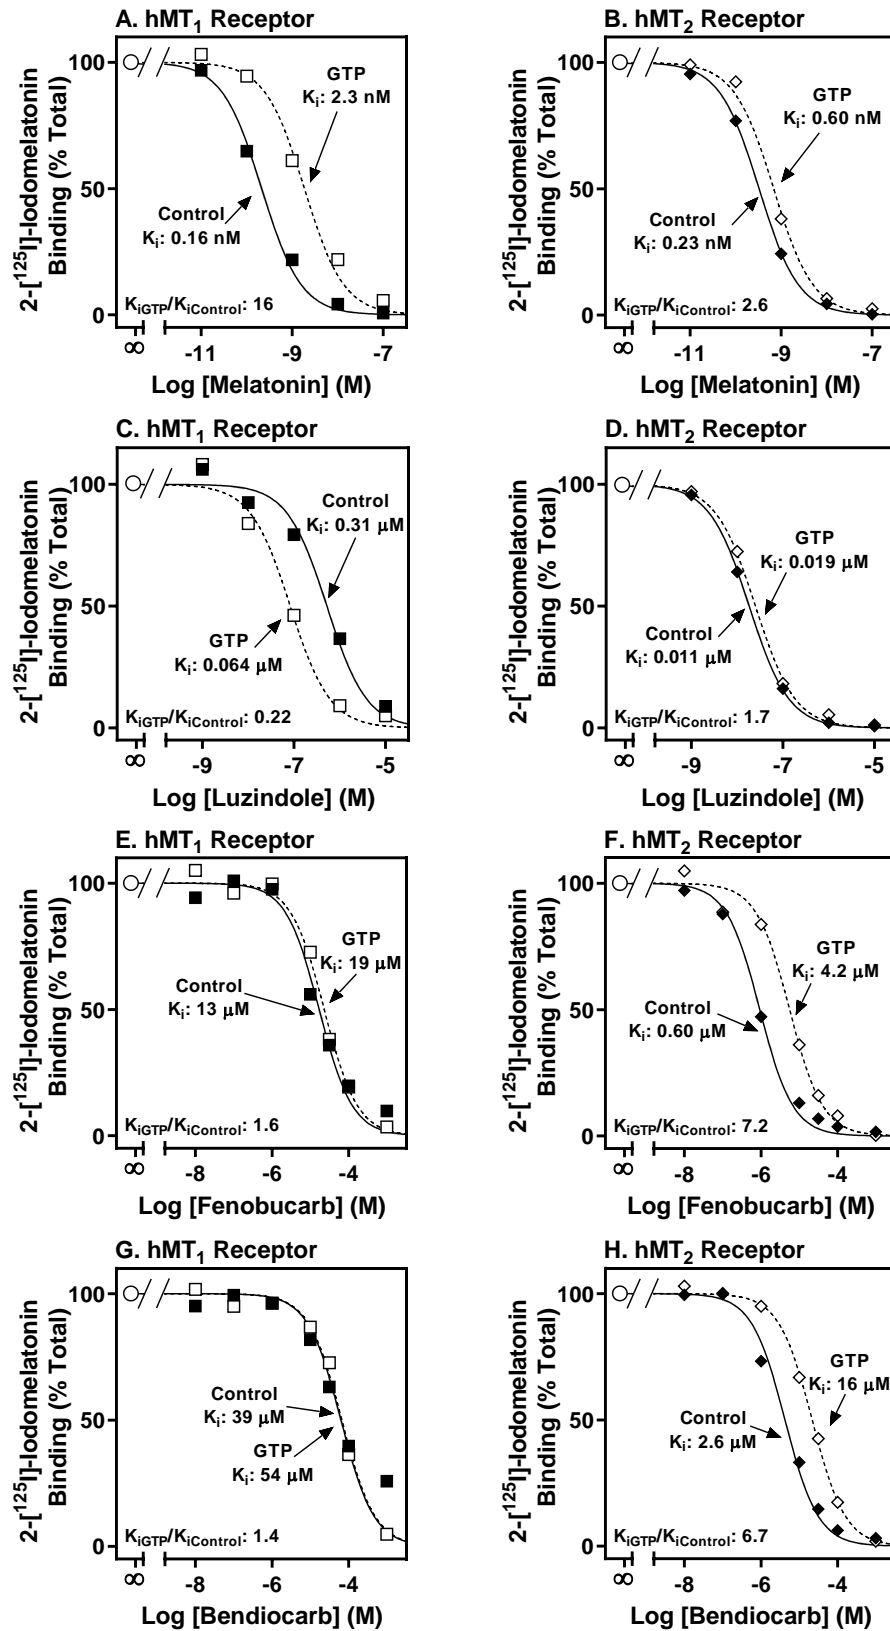 A. hMT₁ Receptor
2-[¹²⁵I]-Iodomelatonin
Binding (% Total)
100
50
0
GTP
Kᵢ: 2.3 nM
Control
Kᵢ: 0.16 nM
KᵢGTP/KᵢControl: 16
∞
-11
-9
-7
Log [Melatonin] (M)
B. hMT₂ Receptor
2-[¹²⁵I]-Iodomelatonin
Binding (% Total)
100
50
0
GTP
Kᵢ: 0.60 nM
Control
Kᵢ: 0.23 nM
KᵢGTP/KᵢControl: 2.6
∞
-11
-9
-7
Log [Melatonin] (M)
C. hMT₁ Receptor
2-[¹²⁵I]-Iodomelatonin
Binding (% Total)
100
50
0
Control
Kᵢ: 0.31 µM
GTP
Kᵢ: 0.064 µM
KᵢGTP/KᵢControl: 0.22
∞
-9
-7
-5
Log [Luzindole] (M)
D. hMT₂ Receptor
2-[¹²⁵I]-Iodomelatonin
Binding (% Total)
100
50
0
GTP
Kᵢ: 0.019 µM
Control
Kᵢ: 0.011 µM
KᵢGTP/KᵢControl: 1.7
∞
-9
-7
-5
Log [Luzindole] (M)
E. hMT₁ Receptor
2-[¹²⁵I]-Iodomelatonin
Binding (% Total)
100
50
0
GTP
Kᵢ: 19 µM
Control
Kᵢ: 13 µM
KᵢGTP/KᵢControl: 1.6
∞
-8
-6
-4
Log [Fenobucarb] (M)
F. hMT₂ Receptor
2-[¹²⁵I]-Iodomelatonin
Binding (% Total)
100
50
0
GTP
Kᵢ: 4.2 µM
Control
Kᵢ: 0.60 µM
KᵢGTP/KᵢControl: 7.2
∞
-8
-6
-4
Log [Fenobucarb] (M)
G. hMT₁ Receptor
2-[¹²⁵I]-Iodomelatonin
Binding (% Total)
100
50
0
Control
Kᵢ: 39 µM
GTP
Kᵢ: 54 µM
KᵢGTP/KᵢControl: 1.4
∞
-8
-6
-4
Log [Bendiocarb] (M)
H. hMT₂ Receptor
2-[¹²⁵I]-Iodomelatonin
Binding (% Total)
100
50
0
GTP
Kᵢ: 16 µM
Control
Kᵢ: 2.6 µM
KᵢGTP/KᵢControl: 6.7
∞
-8
-6
-4
Log [Bendiocarb] (M)